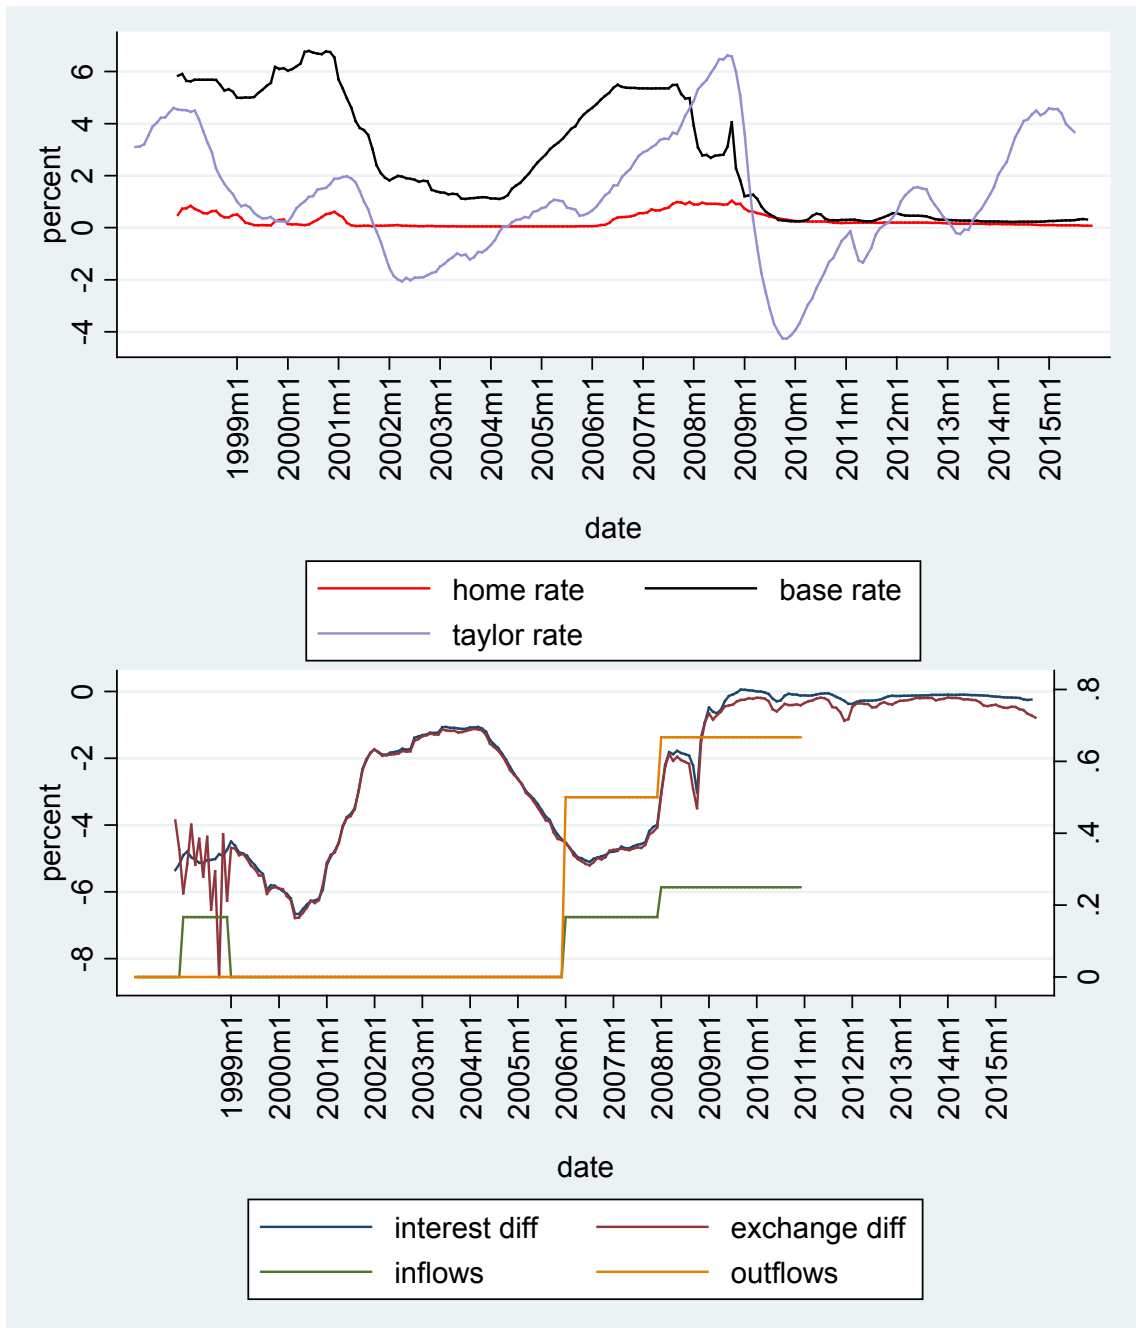 percent
6
4
2
0
-2
-4
1999m1
2000m1
2001m1
2002m1
2003m1
2004m1
2005m1
2006m1
2007m1
2008m1
2009m1
2010m1
2011m1
2012m1
2013m1
2014m1
2015m1
date
home rate
base rate
taylor rate
percent
0
-2
-4
-6
-8
.8
.6
.4
.2
0
1999m1
2000m1
2001m1
2002m1
2003m1
2004m1
2005m1
2006m1
2007m1
2008m1
2009m1
2010m1
2011m1
2012m1
2013m1
2014m1
2015m1
date
interest diff
exchange diff
inflows
outflows